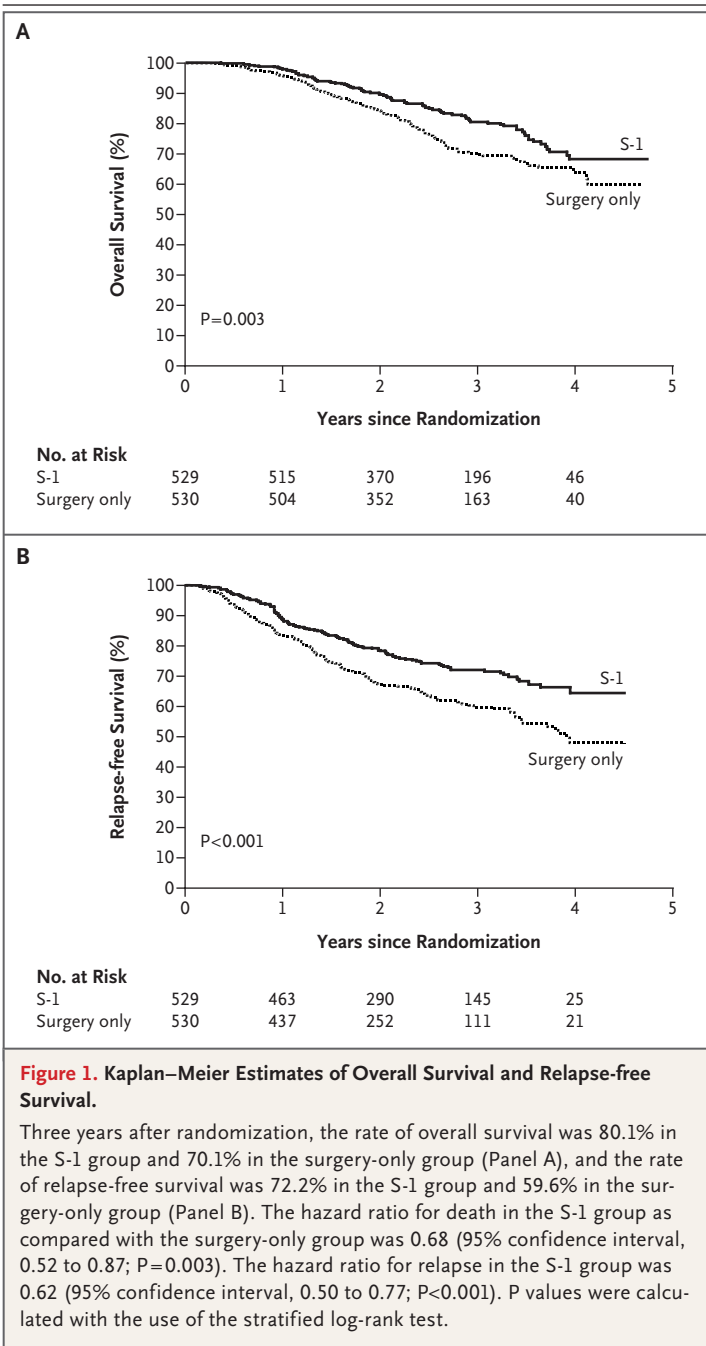 A
100
90
80
70
60
50
40
30
20
10
0
Overall Survival (%)
S-1
Surgery only
P=0.003
0 1 2 3 4 5
Years since Randomization
No. at Risk
S-1 529 515 370 196 46
Surgery only 530 504 352 163 40
B
100
90
80
70
60
50
40
30
20
10
0
Relapse-free Survival (%)
S-1
Surgery only
P<0.001
0 1 2 3 4 5
Years since Randomization
No. at Risk
S-1 529 463 290 145 25
Surgery only 530 437 252 111 21
Figure 1. Kaplan–Meier Estimates of Overall Survival and Relapse-free
Survival.
Three years after randomization, the rate of overall survival was 80.1% in
the S-1 group and 70.1% in the surgery-only group (Panel A), and the rate
of relapse-free survival was 72.2% in the S-1 group and 59.6% in the sur-
gery-only group (Panel B). The hazard ratio for death in the S-1 group as
compared with the surgery-only group was 0.68 (95% confidence interval,
0.52 to 0.87; P=0.003). The hazard ratio for relapse in the S-1 group was
0.62 (95% confidence interval, 0.50 to 0.77; P<0.001). P values were calcu-
lated with the use of the stratified log-rank test.